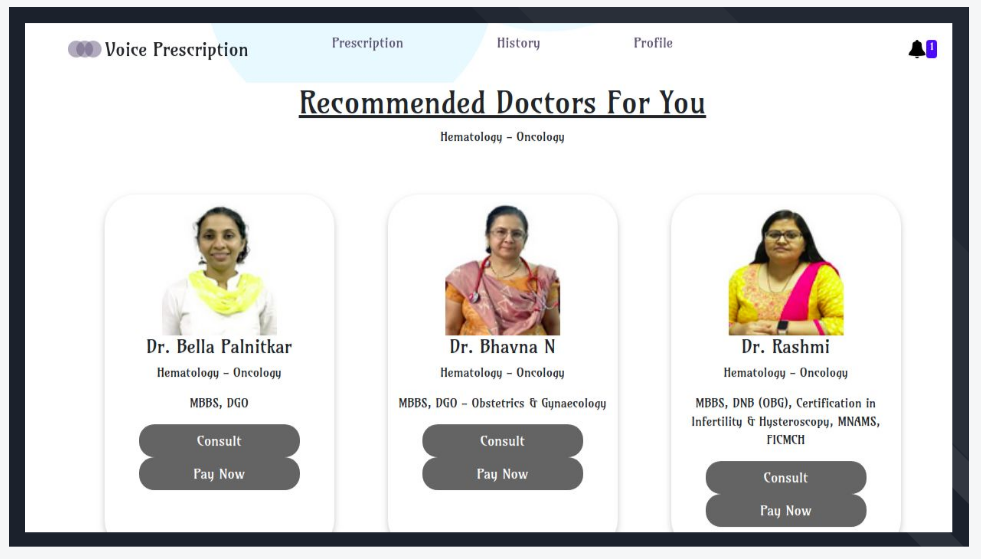 Voice Prescription
Prescription
History
Profile
1
Recommended Doctors For You
Hematology - Oncology
Dr. Bella Palnitkar
Hematology - Oncology
MBBS, DGO
Consult
Pay Now
Dr. Bhavna N
Hematology - Oncology
MBBS, DGO - Obstetrics & Gynaecology
Consult
Pay Now
Dr. Rashmi
Hematology - Oncology
MBBS, DNB (OBG), Certification in
Infertility & Hysteroscopy, MNAMS,
FICMCH
Consult
Pay Now